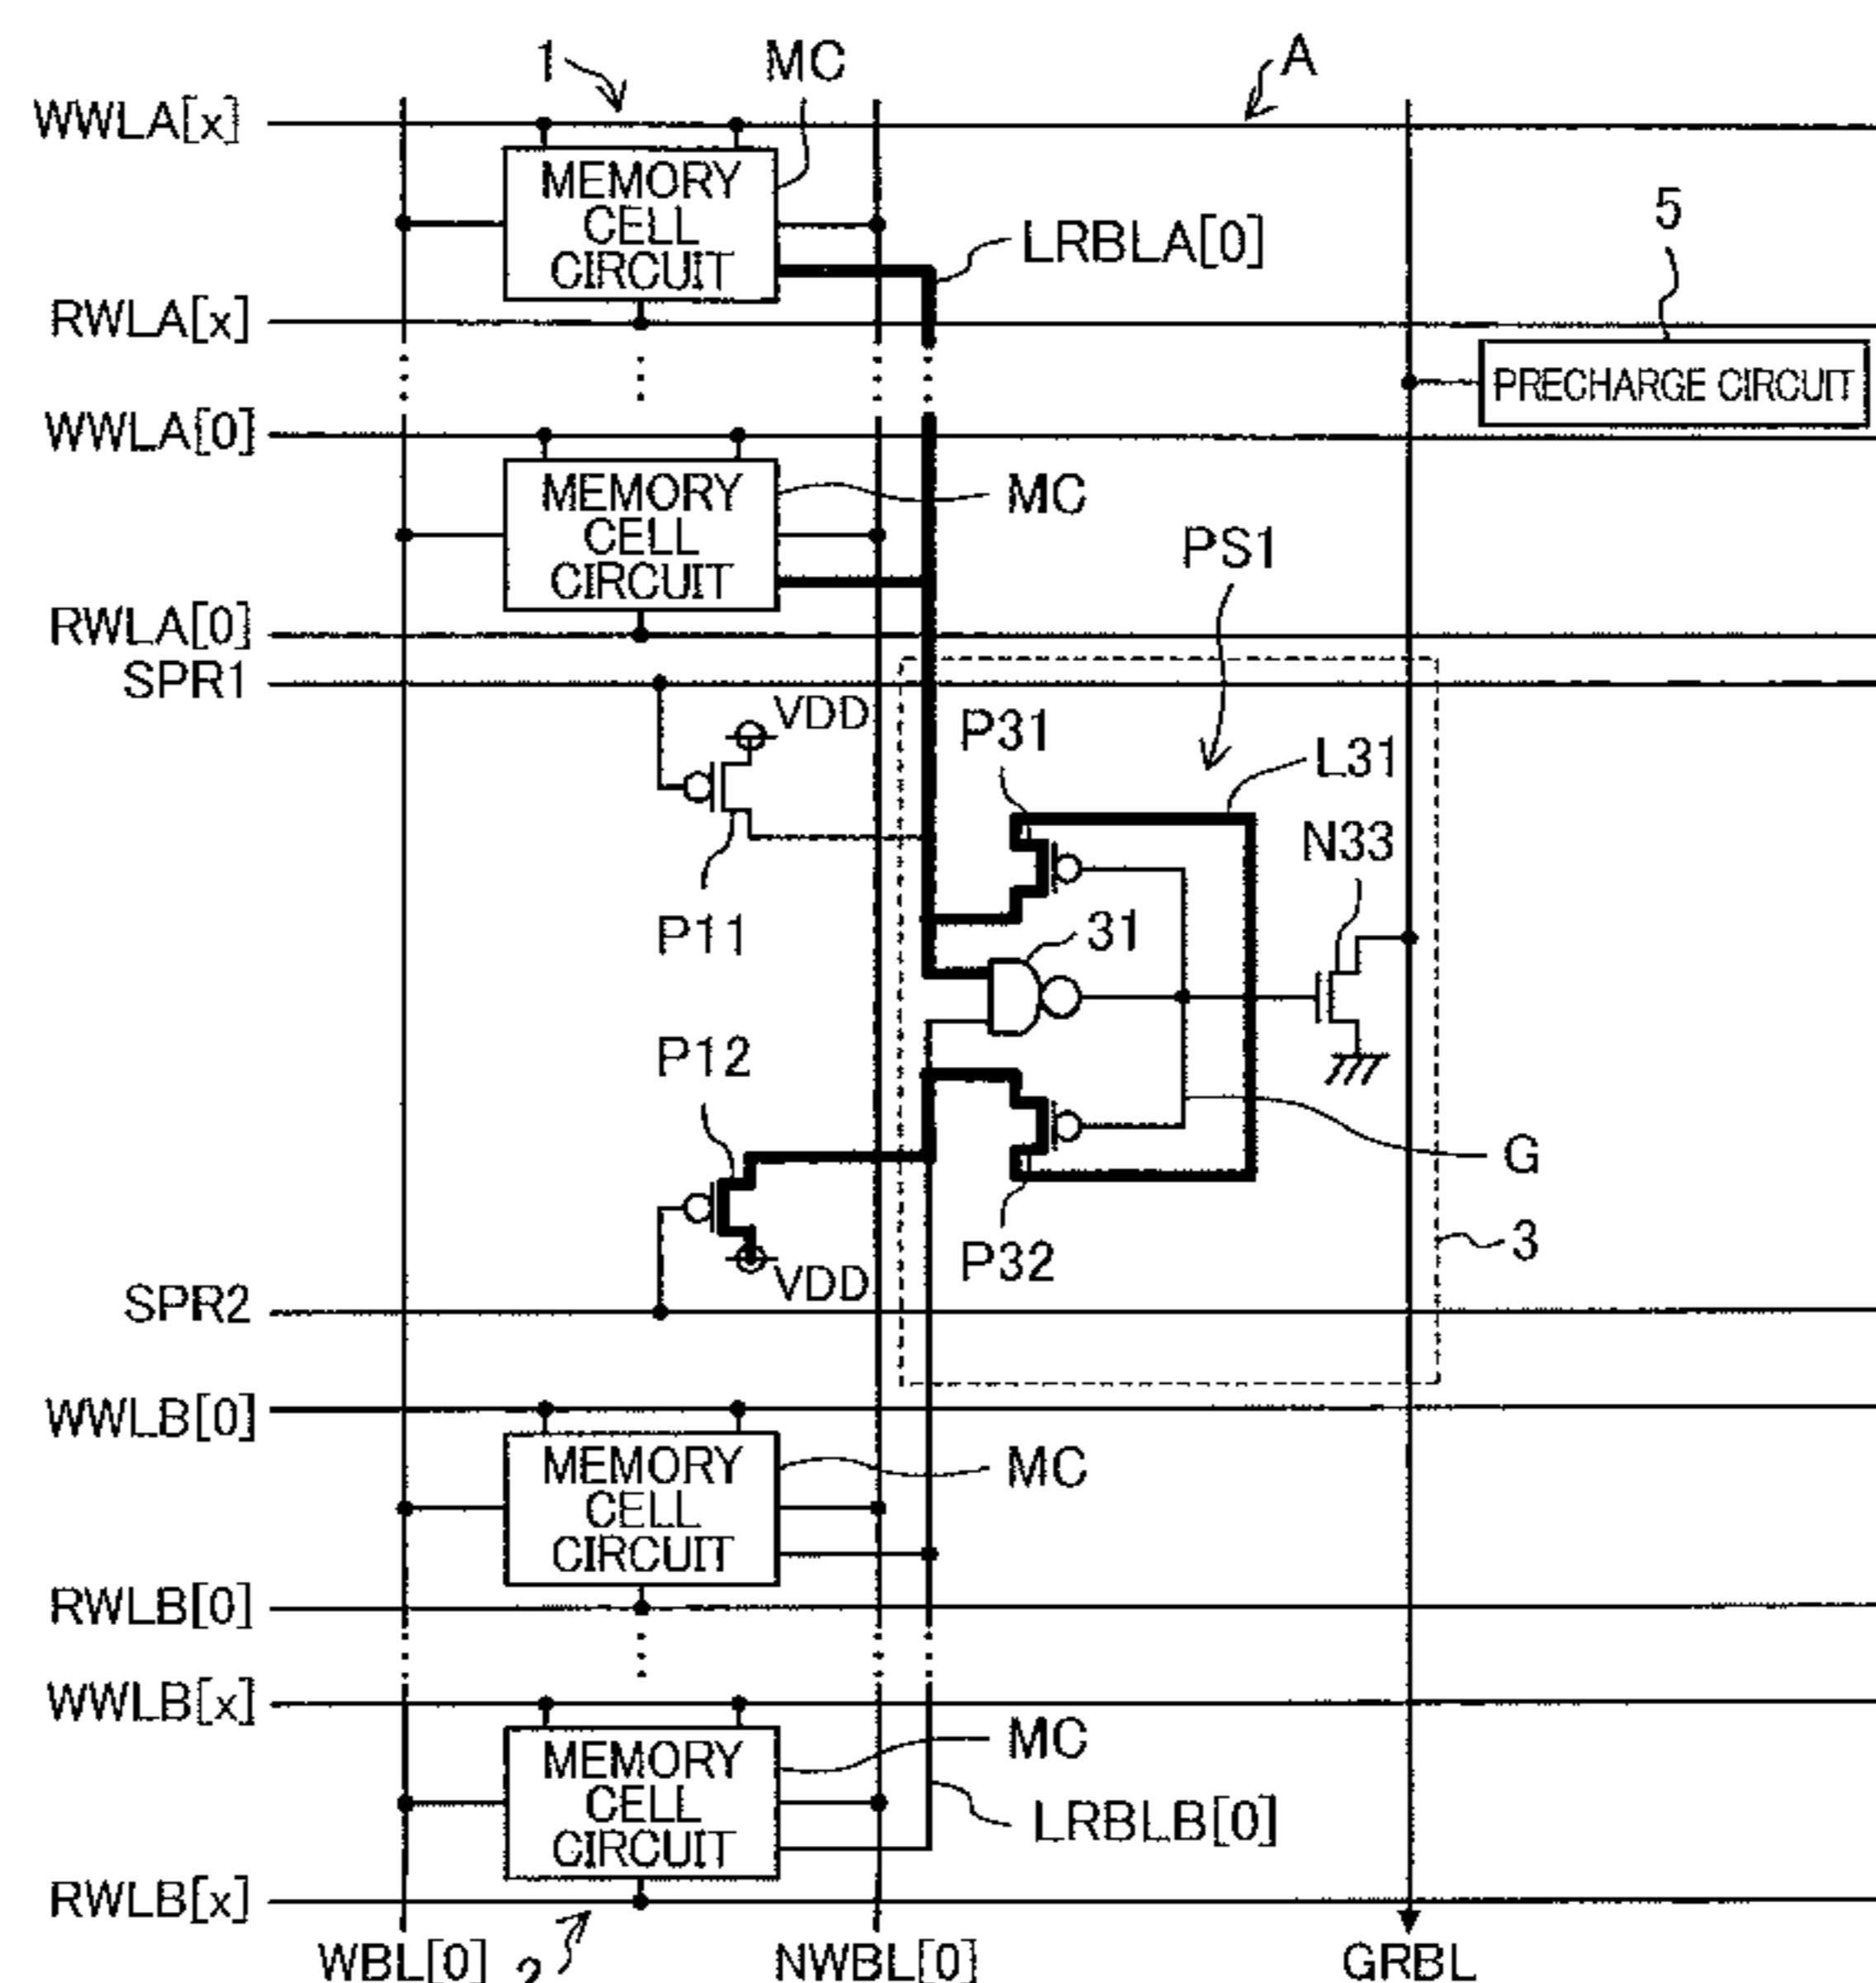 1
MC
A
WWLA[x]
MEMORY
CELL
CIRCUIT
5
LRBLA[0]
RWLA[x]
PRECHARGE CIRCUIT
WWLA[0]
MEMORY
CELL
CIRCUIT
MC
PS1
RWLA[0]
SPR1
VDD
P31
L31
N33
P11
31
P12
G
3
P32
VDD
SPR2
WWLB[0]
MEMORY
CELL
CIRCUIT
MC
RWLB[0]
WWLB[x]
MEMORY
CELL
CIRCUIT
MC
LRBLB[0]
RWLB[x]
WBL[0]
2
NWBL[0]
GRBL